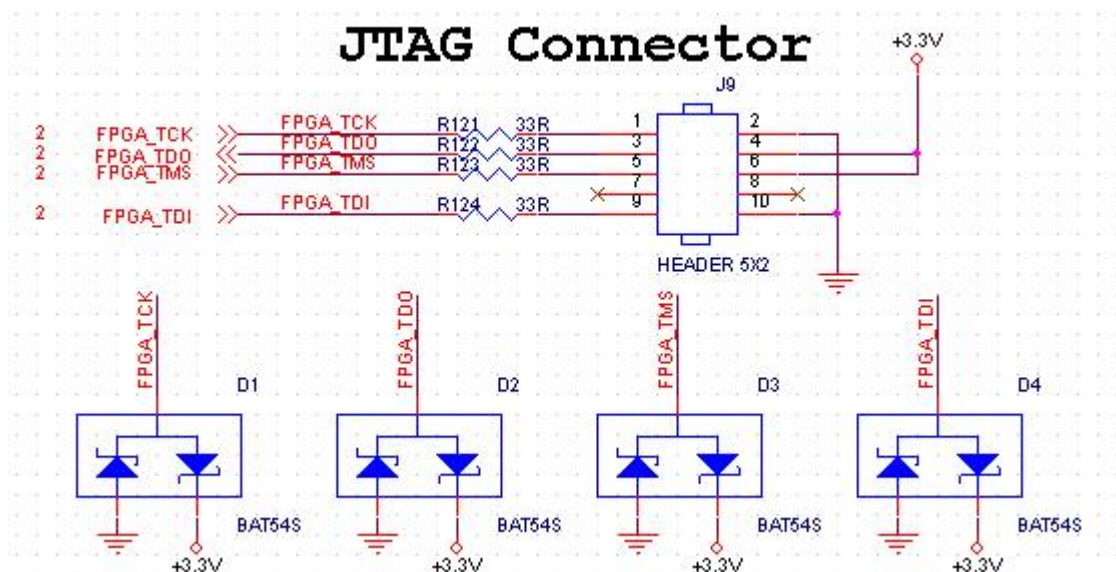 JTAG Connector
+3.3V
J9
2 FPGA_TCK FPGA_TCK R121 33R 1 2
2 FPGA_TDO FPGA_TDO R122 33R 3 4
2 FPGA_TMS FPGA_TMS R123 33R 5 6
7 8
2 FPGA_TDI FPGA_TDI R124 33R 9 10
HEADER 5X2
FPGA_TCK FPGA_TDO FPGA_TMS FPGA_TDI
D1 D2 D3 D4
BAT54S BAT54S BAT54S BAT54S
+3.3V +3.3V +3.3V +3.3V